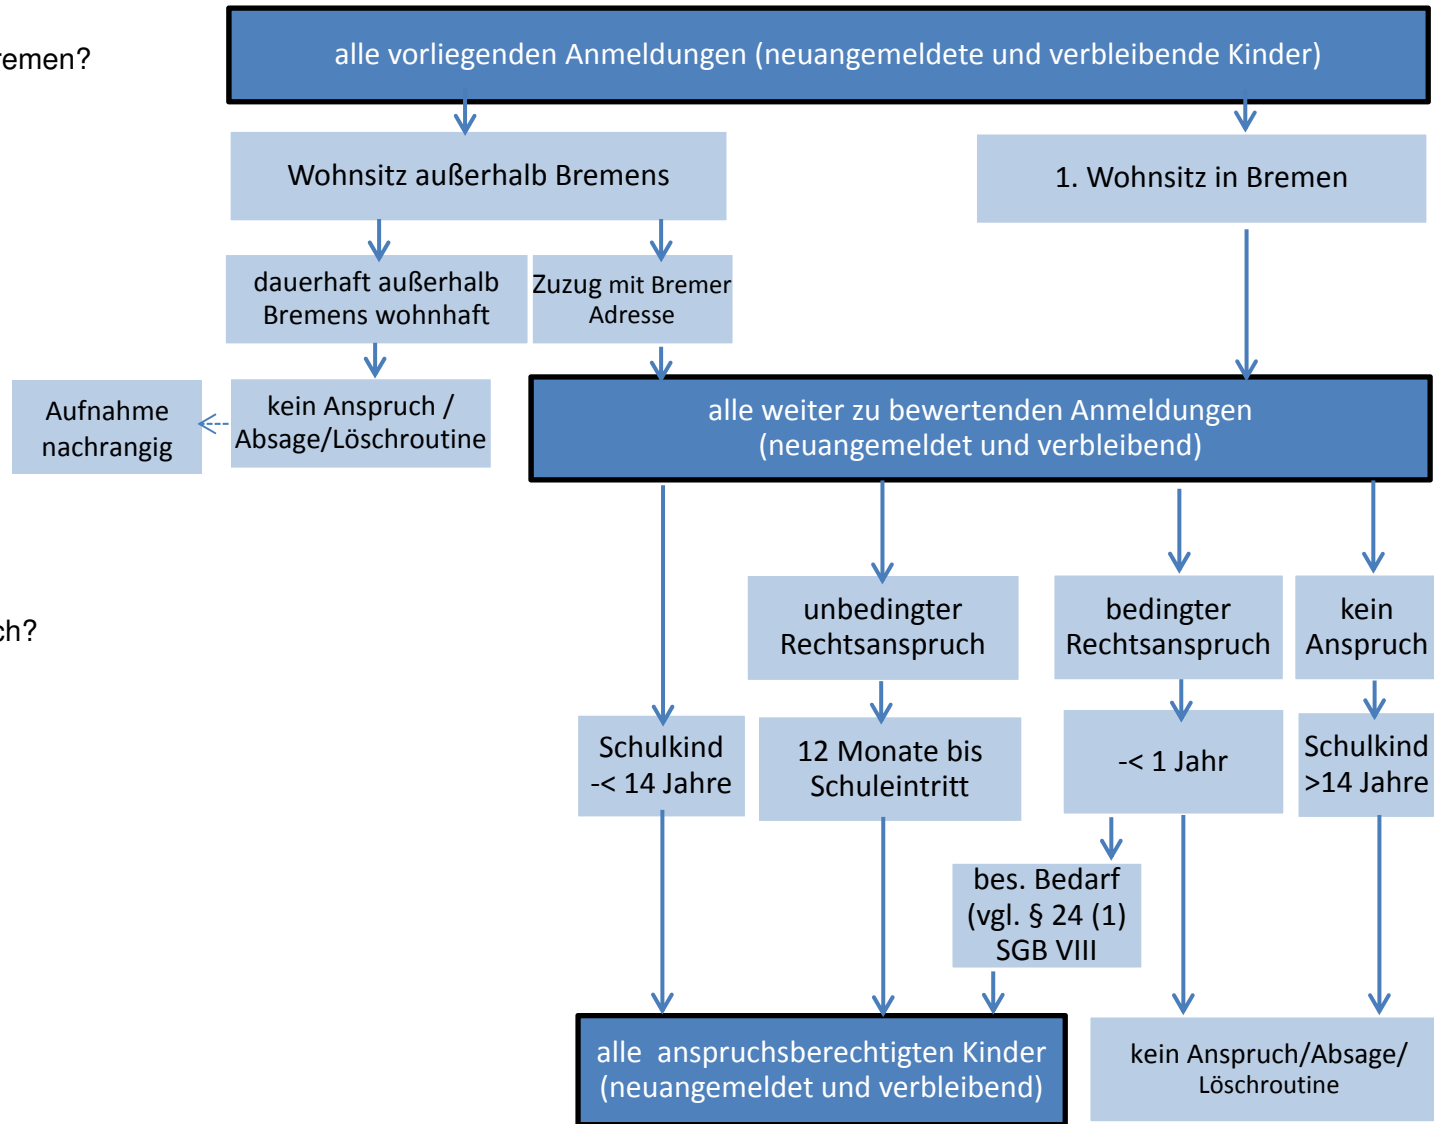 remen?
alle vorliegenden Anmeldungen (neuangemeldete und verbleibende Kinder)
Wohnsitz außerhalb Bremens
1. Wohnsitz in Bremen
dauerhaft außerhalb
Bremens wohnhaft
Zuzug mit Bremer
Adresse
Aufnahme
nachrangig
kein Anspruch /
Absage/Löschroutine
alle weiter zu bewertenden Anmeldungen
(neuangemeldet und verbleibend)
ch?
unbedingter
Rechtsanspruch
bedingter
Rechtsanspruch
kein
Anspruch
Schulkind
-< 14 Jahre
12 Monate bis
Schuleintritt
-< 1 Jahr
Schulkind
>14 Jahre
bes. Bedarf
(vgl. § 24 (1)
SGB VIII
alle  anspruchsberechtigten Kinder
(neuangemeldet und verbleibend)
kein Anspruch/Absage/
Löschroutine